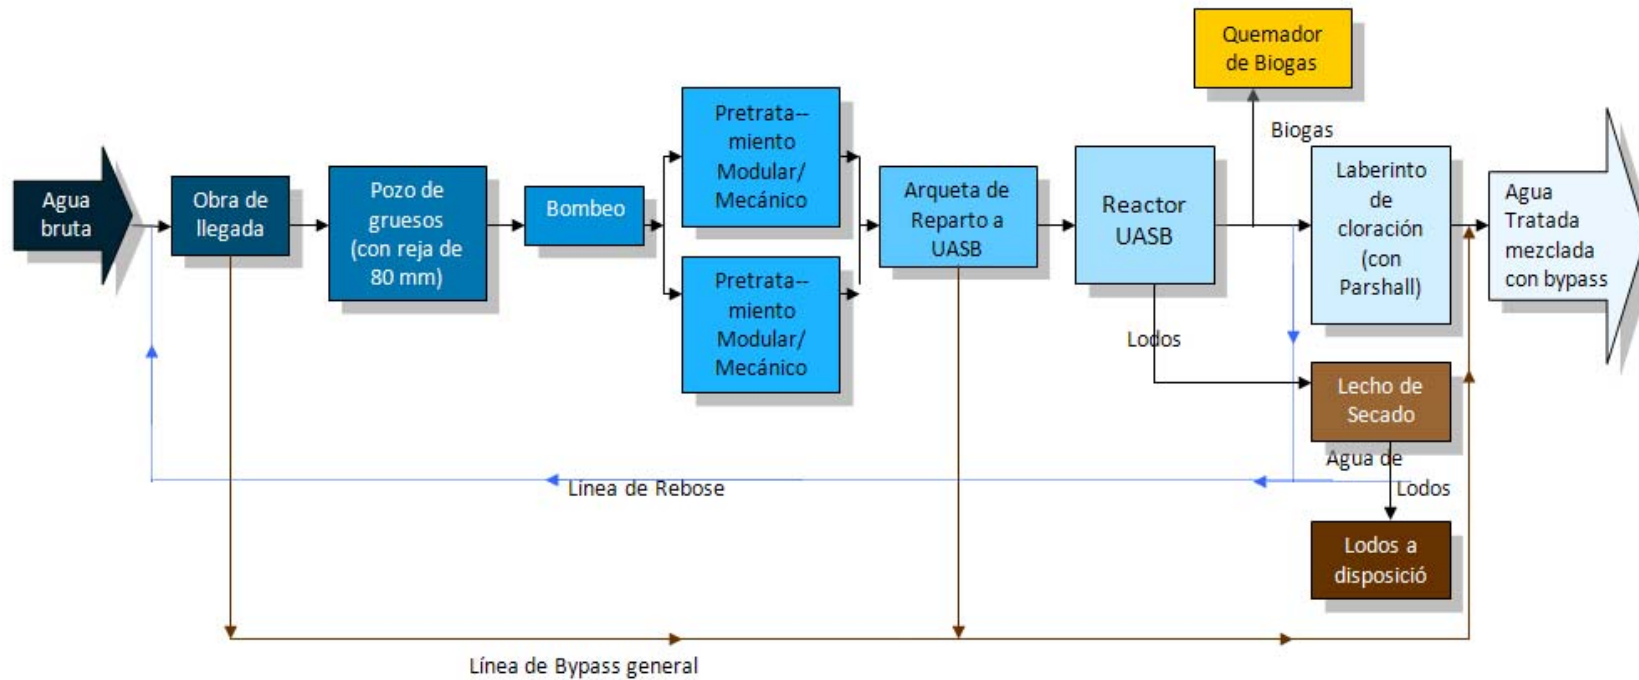 Quemador
de Biogas
Biogas
Agua
bruta
Obra de
llegada
Pozo de
gruesos
(con reja de
80 mm)
Bombeo
Pretrata--
miento
Modular/
Mecánico
Pretrata--
miento
Modular/
Mecánico
Arqueta de
Reparto a
UASB
Reactor
UASB
Laberinto
de
cloración
(con
Parshall)
Agua
Tratada
mezclada
con bypass
Lodos
Lecho de
Secado
Agua de
Lodos
Línea de Rebose
Lodos a
disposició
Línea de Bypass general